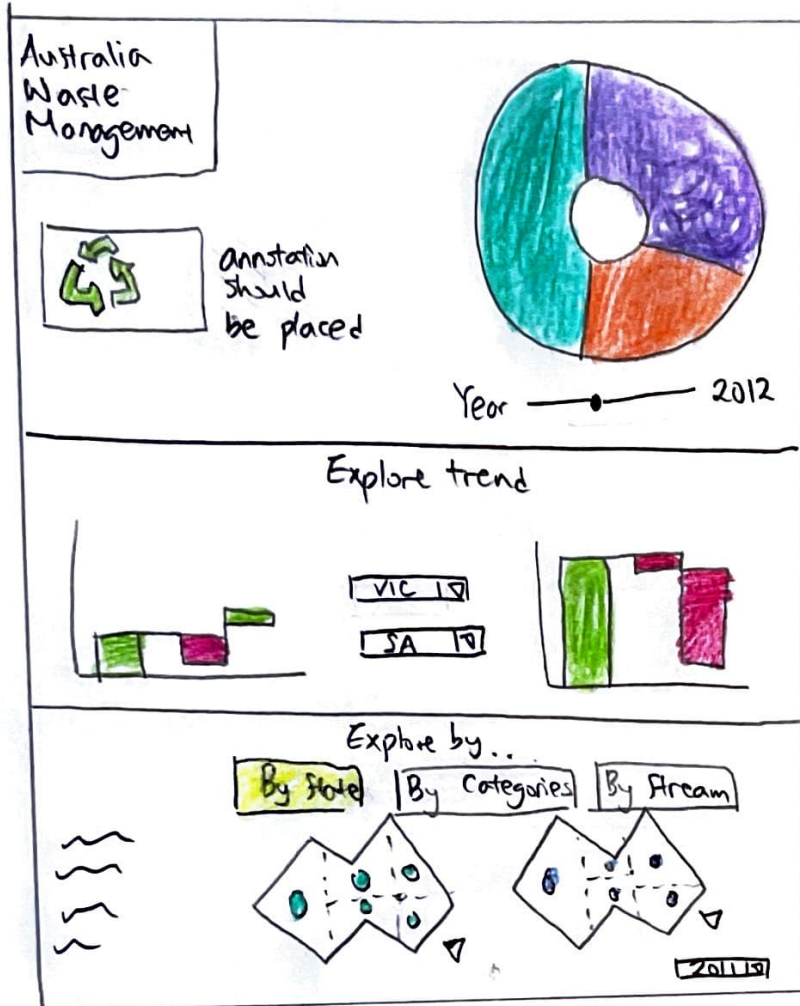 Australia
Waste
Management
annotation
should
be placed
Year
2012
Explore trend
VIC
SA
Explore by...
By State
By Categories
By Stream
2011